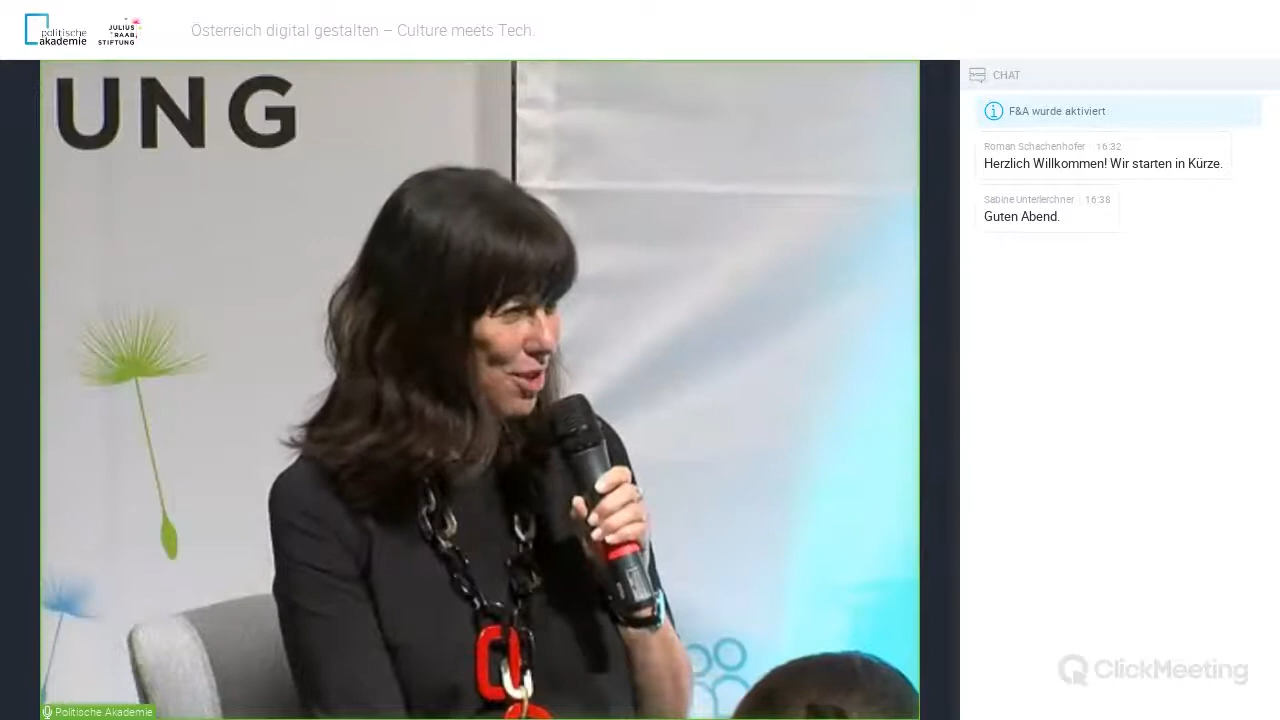 politische
akademie
JULIUS
RAAB
STIFTUNG
Österreich digital gestalten – Culture meets Tech.
UNG
Politische Akademie
CHAT
F&A wurde aktiviert
Roman Schachenhofer 16:32
Herzlich Willkommen! Wir starten in Kürze.
Sabine Unterlerchner 16:38
Guten Abend.
ClickMeeting